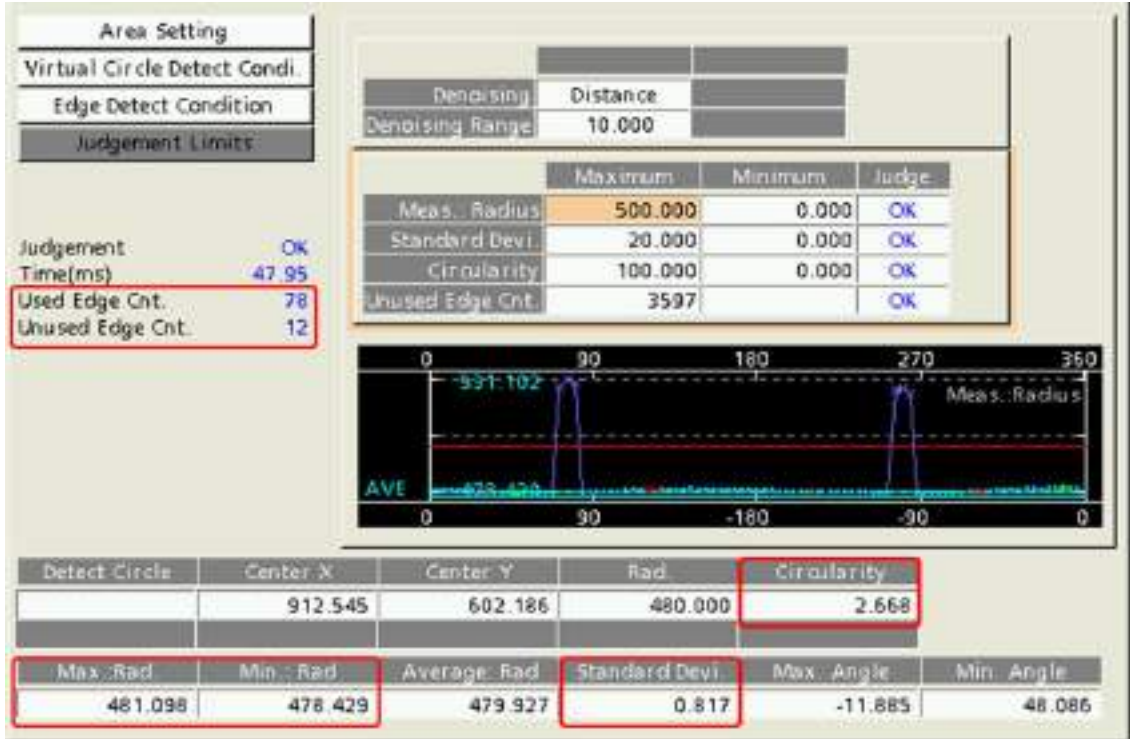 Area Setting
Virtual Circle Detect Condi.
Edge Detect Condition
Judgement Limits
Judgement OK
Time(ms) 47.95
Used Edge Cnt. 78
Unused Edge Cnt. 12
Denoising Distance
Denoising Range 10.000
Maximum Minimum Judge
Meas.. Radius 500.000 0.000 OK
Standard Devi. 20.000 0.000 OK
Circularity 100.000 0.000 OK
Unused Edge Cnt. 3597 OK
0 90 180 270 360
531.102
Meas.:Radius
AVE
0 90 -180 -90 0
Detect Circle Center X Center Y Rad. Circularity
912.545 602.186 480.000 2.668
Max.:Rad. Min.: Rad Average: Rad Standard Devi. Max. Angle Min. Angle
481.098 478.429 479.927 0.817 -11.885 48.086